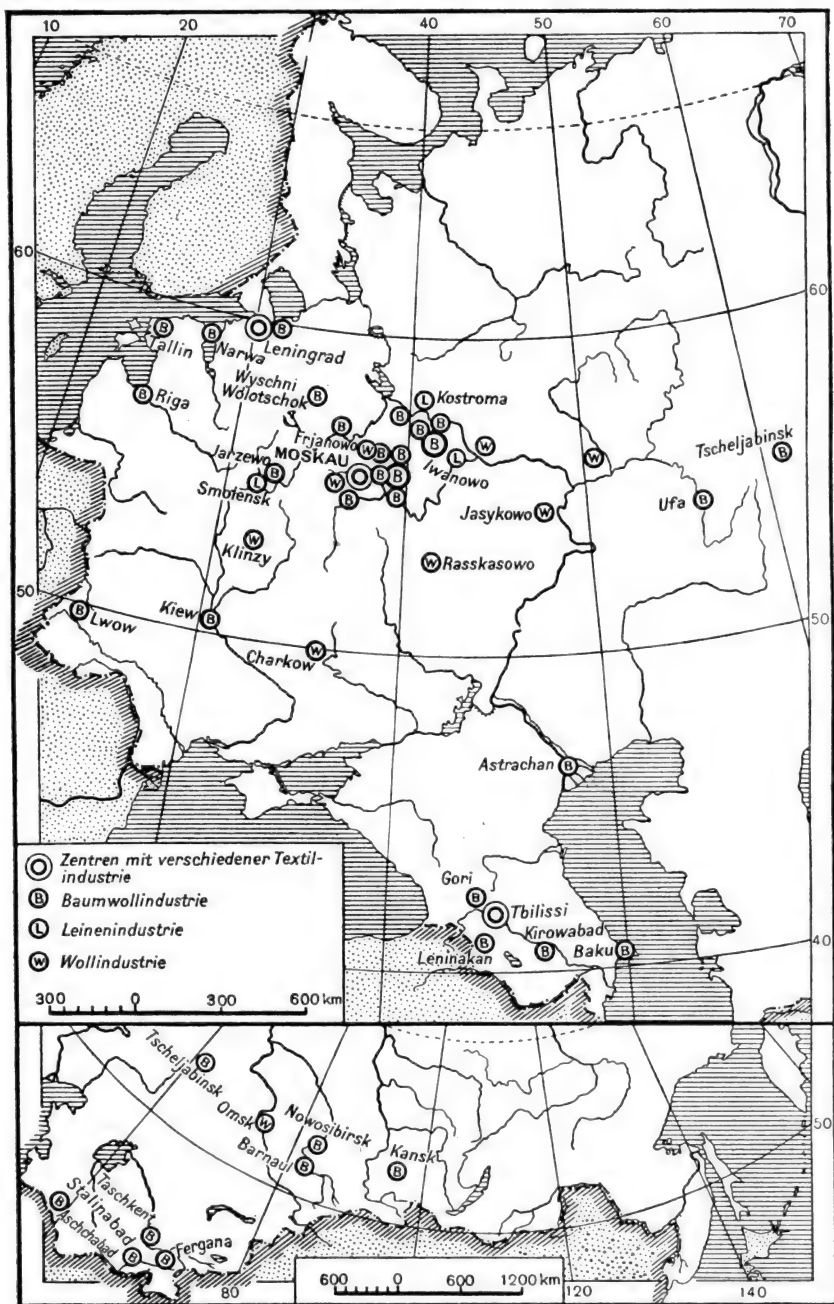 10
20
30
40
50
60
70
60
60
Tallin
Narwa
Leningrad
Wyschni
Wolotschok
Riga
Kostroma
Frjanowo
MOSKAU
Jarzewo
Iwanowo
Smolensk
Tscheljabinsk
Ufa
Jasykowo
Klinzy
Rasskasowo
50
50
Lwow
Kiew
Charkow
Astrachan
Zentren mit verschiedener Textil-
industrie
B Baumwollindustrie
L Leinenindustrie
W Wollindustrie
300 0 300 600 km
Gori
Tbilissi
Kirowabad
Leninakan
Baku
40
Tscheljabinsk
Omsk
Nowosibirsk
Barnaul
Kansk
50
Taschkent
Stalinabad
Aschchabad
Fergana
600 0 600 1200 km
80
120
140